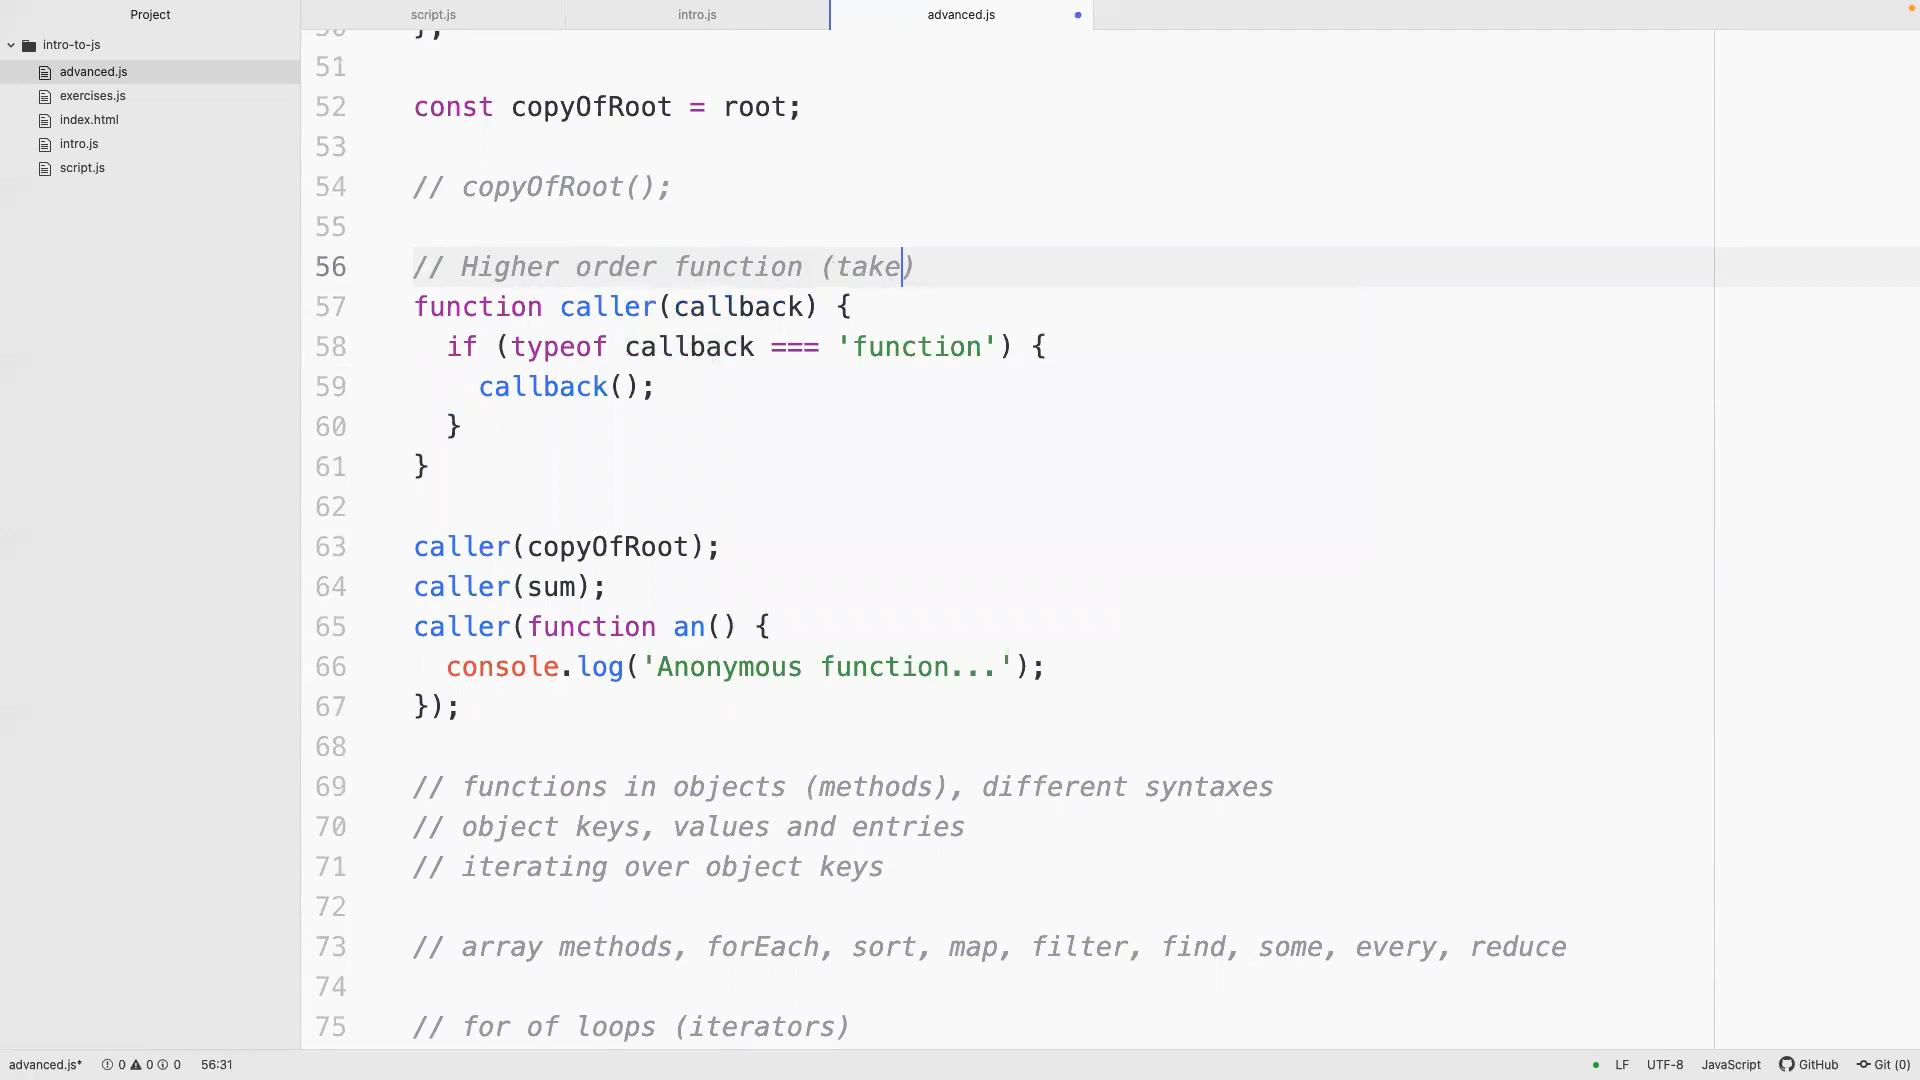 Project
script.js
intro.js
advanced.js
intro-to-js
advanced.js
exercises.js
index.html
intro.js
script.js
50 };
51
52 const copyOfRoot = root;
53
54 // copyOfRoot();
55
56 // Higher order function (take)
57 function caller(callback) {
58 if (typeof callback === 'function') {
59 callback();
60 }
61 }
62
63 caller(copyOfRoot);
64 caller(sum);
65 caller(function an() {
66 console.log('Anonymous function...');
67 });
68
69 // functions in objects (methods), different syntaxes
70 // object keys, values and entries
71 // iterating over object keys
72
73 // array methods, forEach, sort, map, filter, find, some, every, reduce
74
75 // for of loops (iterators)
advanced.js* 0 0 0 56:31 LF UTF-8 JavaScript GitHub Git (0)